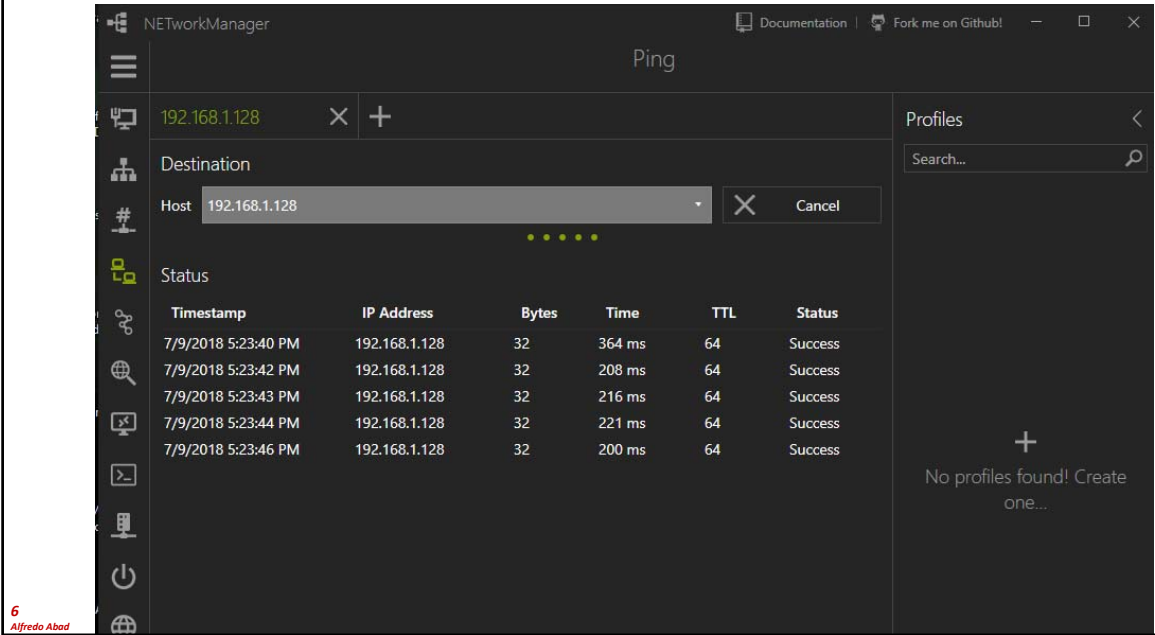 NETworkManager
Documentation
Fork me on Github!
Ping
192.168.1.128
Profiles
Search...
Destination
Host 192.168.1.128
Cancel
Status
Timestamp IP Address Bytes Time TTL Status
7/9/2018 5:23:40 PM 192.168.1.128 32 364 ms 64 Success
7/9/2018 5:23:42 PM 192.168.1.128 32 208 ms 64 Success
7/9/2018 5:23:43 PM 192.168.1.128 32 216 ms 64 Success
7/9/2018 5:23:44 PM 192.168.1.128 32 221 ms 64 Success
7/9/2018 5:23:46 PM 192.168.1.128 32 200 ms 64 Success
No profiles found! Create
one...
6
Alfredo Abad